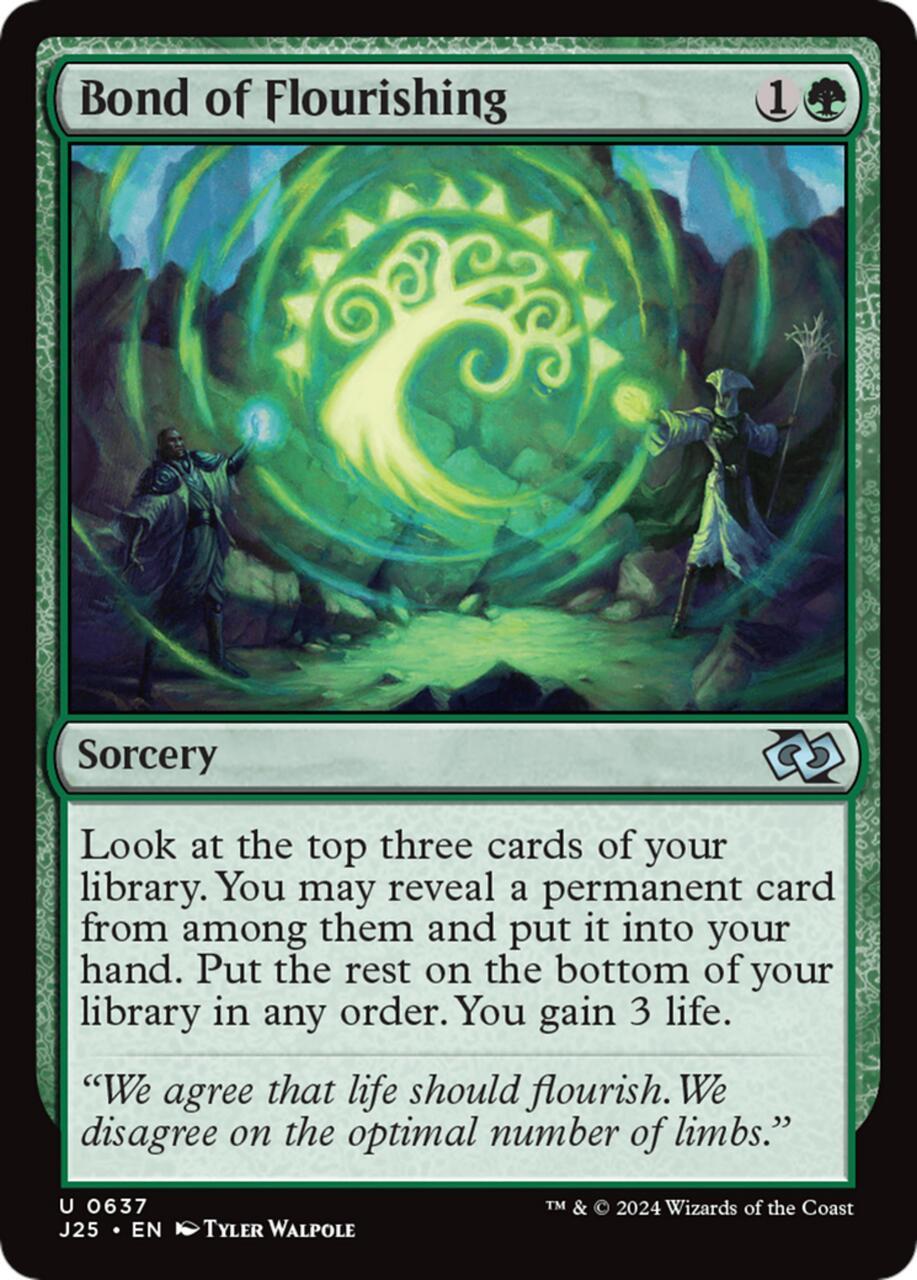 Bond of Flourishing 1
Sorcery
Look at the top three cards of your
library. You may reveal a permanent card
from among them and put it into your
hand. Put the rest on the bottom of your
library in any order. You gain 3 life.
“We agree that life should flourish. We
disagree on the optimal number of limbs.”
U 0637
J25 • EN TYLER WALPOLE
™ & © 2024 Wizards of the Coast